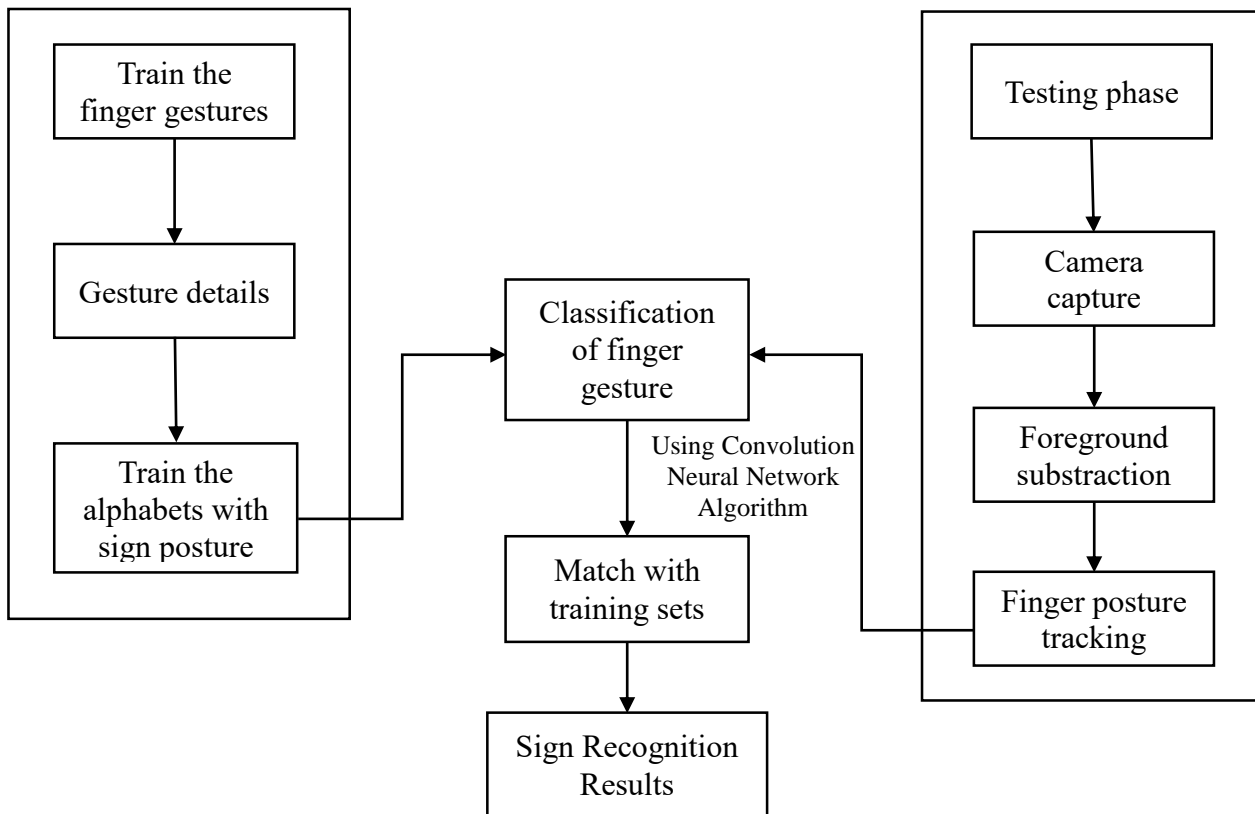 Train the
finger gestures
Gesture details
Train the
alphabets with
sign posture
Classification
of finger
gesture
Using Convolution
Neural Network
Algorithm
Match with
training sets
Sign Recognition
Results
Testing phase
Camera
capture
Foreground
substraction
Finger posture
tracking